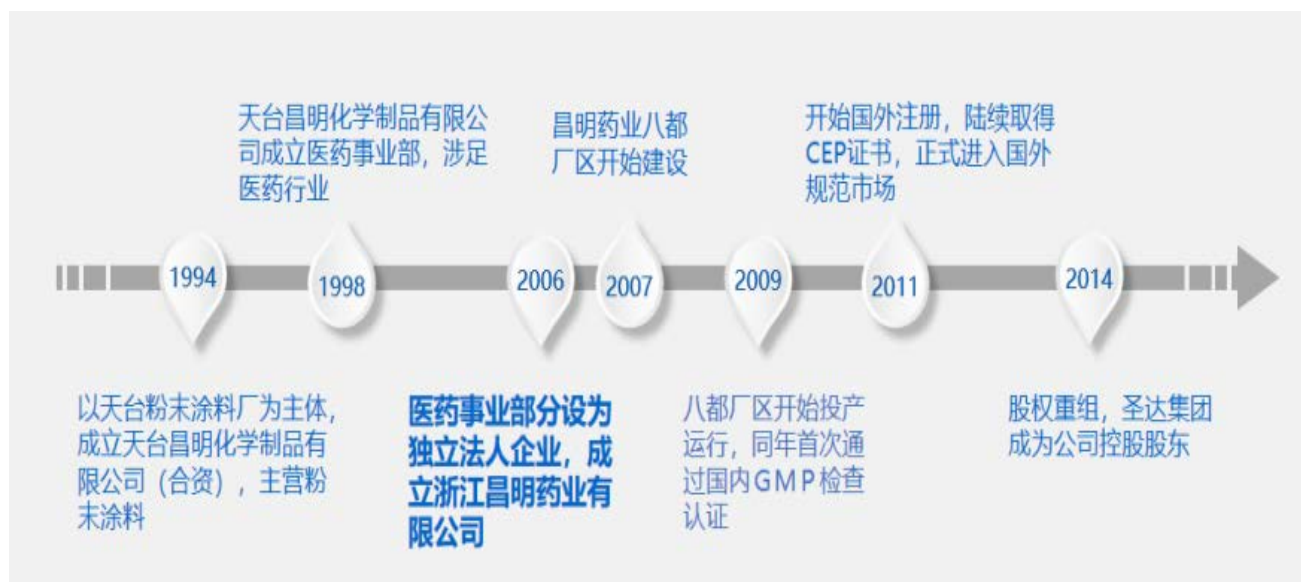 天台昌明化学制品有限公
司成立医药事业部，涉足
医药行业
昌明药业八都
厂区开始建设
开始国外注册，陆续取得
CEP证书，正式进入国外
规范市场
1994
1998
2006
2007
2009
2011
2014
以天台粉末涂料厂为主体，
成立天台昌明化学制品有
限公司（合资），主营粉
末涂料
医药事业部分设为
独立法人企业，成
立浙江昌明药业有
限公司
八都厂区开始投产
运行，同年首次通
过国内GMP检查
认证
股权重组，圣达集团
成为公司控股股东